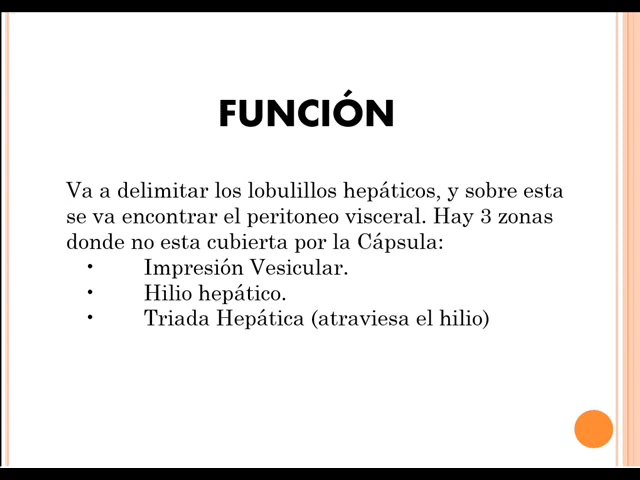 FUNCIÓN
Va a delimitar los lobulillos hepáticos, y sobre esta
se va encontrar el peritoneo visceral. Hay 3 zonas
donde no esta cubierta por la Cápsula:
• Impresión Vesicular.
• Hilio hepático.
• Triada Hepática (atraviesa el hilio)